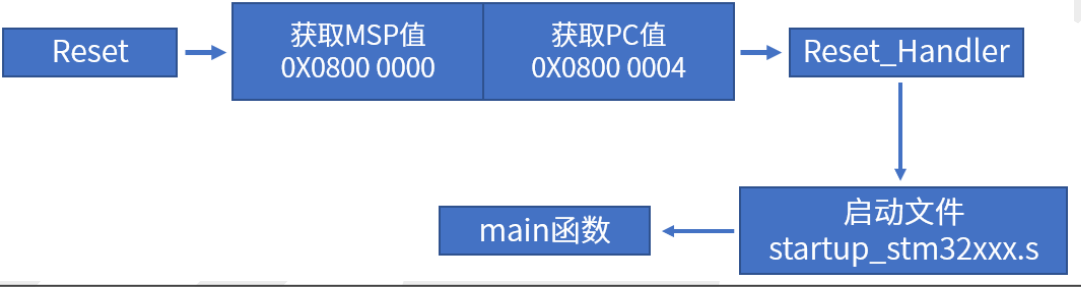 Reset
获取MSP值
0X0800 0000
获取PC值
0X0800 0004
Reset_Handler
启动文件
startup_stm32xxx.s
main函数